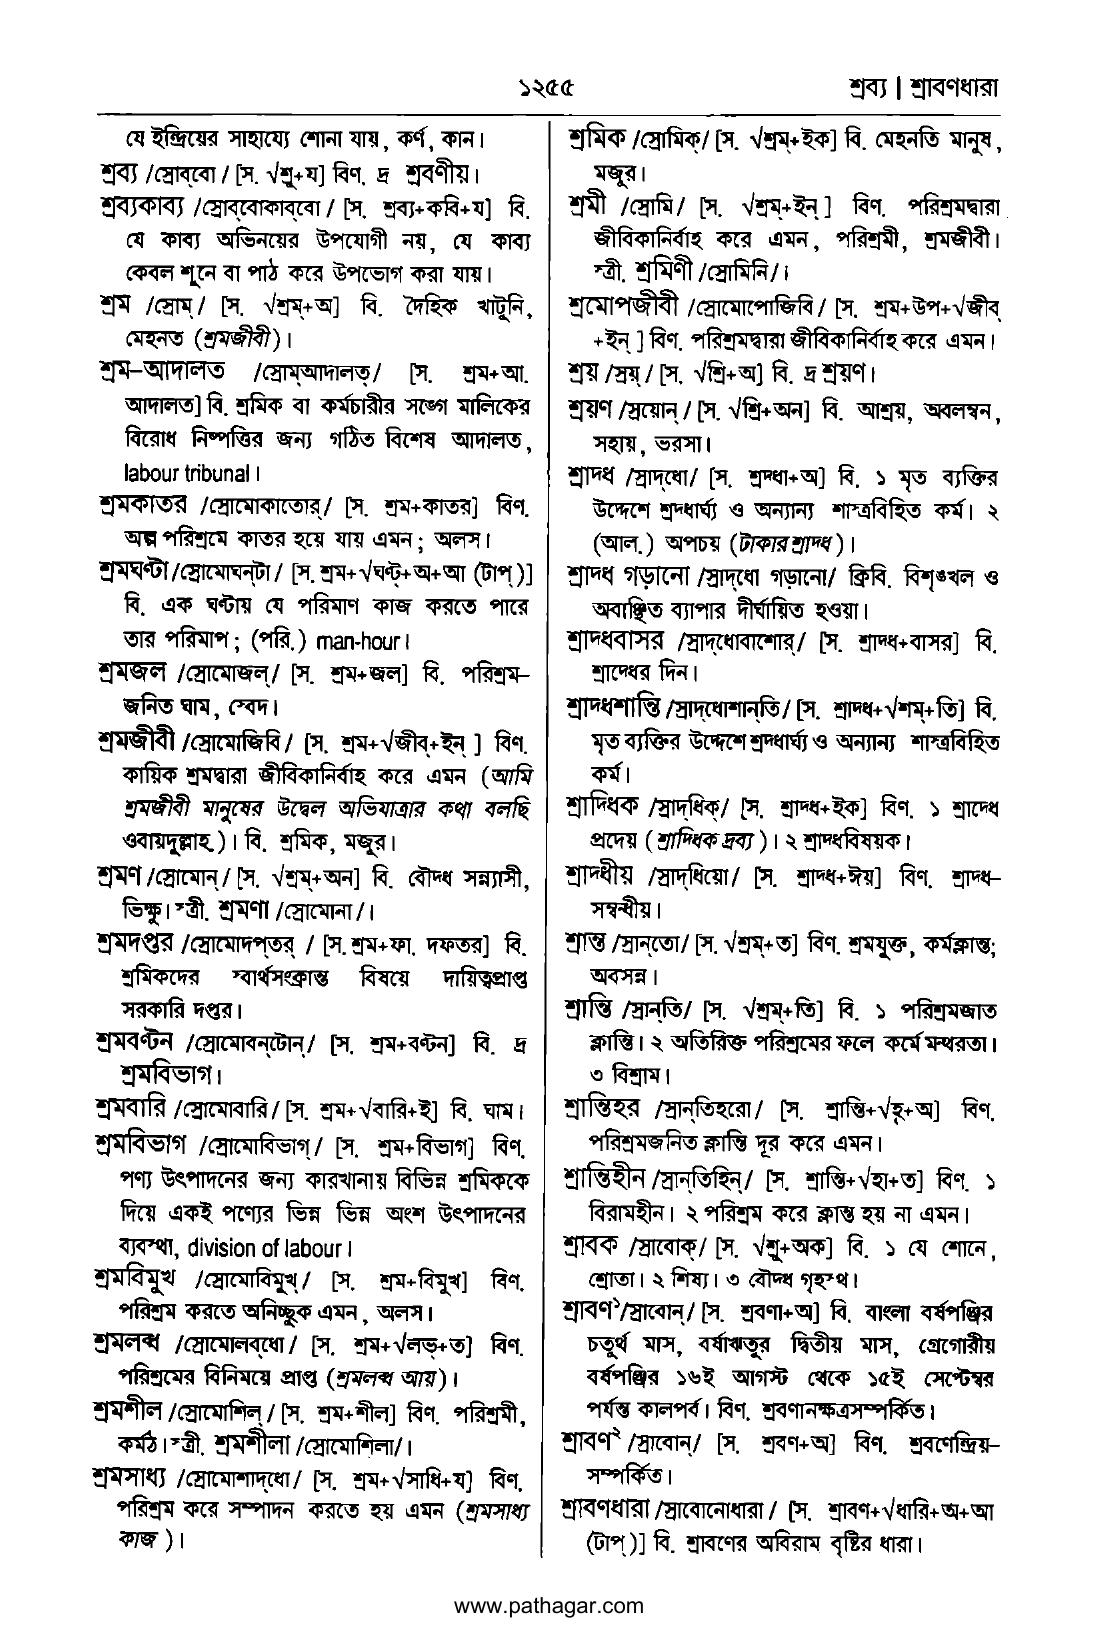 ১২৫৫
শ্রব্য | শ্রাবণধারা
যে ইন্দ্রিয়ের সাহায্যে শোনা যায়, কর্ণ, কান।
শ্রব্য /স্রোব্‌বো/ [স. √শ্রু+য] বিণ. দ্র শ্রবণীয়।
শ্রব্যকাব্য /স্রোব্‌বোকাব্‌বো/ [স. শ্রব্য+কবি+য] বি.
যে কাব্য অভিনয়ের উপযোগী নয়, যে কাব্য
কেবল শুনে বা পাঠ করে উপভোগ করা যায়।
শ্রম /স্রোম্/ [স. √শ্রম্+অ] বি. দৈহিক খাটুনি,
মেহনত (শ্রমজীবী)।
শ্রম–আদালত /স্রোম্‌আদালত্/ [স. শ্রম+আ.
আদালত] বি. শ্রমিক বা কর্মচারীর সঙ্গে মালিকের
বিরোধ নিষ্পত্তির জন্য গঠিত বিশেষ আদালত,
labour tribunal।
শ্রমকাতর /স্রোমোকাতোর্/ [স. শ্রম+কাতর] বিণ.
অল্প পরিশ্রমে কাতর হয়ে যায় এমন; অলস।
শ্রমঘণ্টা /স্রোমোঘন্‌টা/ [স. শ্রম+√ঘণ্ট্+অ+আ (টাপ্)]
বি. এক ঘণ্টায় যে পরিমাণ কাজ করতে পারে
তার পরিমাপ; (পরি.) man-hour।
শ্রমজল /স্রোমোজল্/ [স. শ্রম+জল] বি. পরিশ্রম–
জনিত ঘাম, স্বেদ।
শ্রমজীবী /স্রোমোজিবি/ [স. শ্রম+√জীব্+ইন্ ] বিণ.
কায়িক শ্রমদ্বারা জীবিকানির্বাহ করে এমন (আমি
শ্রমজীবী মানুষের উদ্বেল অভিযাত্রার কথা বলছি
ওবায়দুল্লাহ.)। বি. শ্রমিক, মজুর।
শ্রমণ /স্রোমোন্/ [স. √শ্রম্+অন] বি. বৌদ্ধ সন্ন্যাসী,
ভিক্ষু। স্ত্রী. শ্রমণা /স্রোমোনা/।
শ্রমদপ্তর /স্রোমোদপ্‌তর্ / [স. শ্রম+ফা. দফতর] বি.
শ্রমিকদের স্বার্থসংক্রান্ত বিষয়ে দায়িত্বপ্রাপ্ত
সরকারি দপ্তর।
শ্রমবণ্টন /স্রোমোবন্‌টোন্/ [স. শ্রম+বণ্টন] বি. দ্র
শ্রমবিভাগ।
শ্রমবারি /স্রোমোবারি/ [স. শ্রম+√বারি+ই] বি. ঘাম।
শ্রমবিভাগ /স্রোমোবিভাগ্/ [স. শ্রম+বিভাগ] বিণ.
পণ্য উৎপাদনের জন্য কারখানায় বিভিন্ন শ্রমিককে
দিয়ে একই পণ্যের ভিন্ন ভিন্ন অংশ উৎপাদনের
ব্যবস্থা, division of labour।
শ্রমবিমুখ /স্রোমোবিমুখ্/ [স. শ্রম+বিমুখ] বিণ.
পরিশ্রম করতে অনিচ্ছুক এমন, অলস।
শ্রমলব্ধ /স্রোমোলব্‌ধো/ [স. শ্রম+√লভ্+ত] বিণ.
পরিশ্রমের বিনিময়ে প্রাপ্ত (শ্রমলব্ধ আয়)।
শ্রমশীল /স্রোমোশিল্/ [স. শ্রম+শীল] বিণ. পরিশ্রমী,
কর্মঠ। স্ত্রী. শ্রমশীলা /স্রোমোশিলা/।
শ্রমসাধ্য /স্রোমোশাদ্‌ধো/ [স. শ্রম+√সাধি+য] বিণ.
পরিশ্রম করে সম্পাদন করতে হয় এমন (শ্রমসাধ্য
কাজ )।
শ্রমিক /স্রোমিক্/ [স. √শ্রম্+ইক] বি. মেহনতি মানুষ,
মজুর।
শ্রমী /স্রোমি/ [স. √শ্রম্+ইন্ ] বিণ. পরিশ্রমদ্বারা
জীবিকানির্বাহ করে এমন, পরিশ্রমী, শ্রমজীবী।
স্ত্রী. শ্রমিণী /স্রোমিনি/।
শ্রমোপজীবী /স্রোমোপোজিবি/ [স. শ্রম+উপ+√জীব্
+ইন্ ] বিণ. পরিশ্রমদ্বারা জীবিকানির্বাহ করে এমন।
শ্রয় /স্রয়্/ [স. √শ্রি+অ] বি. দ্র শ্রয়ণ।
শ্রয়ণ /স্রয়োন্/ [স. √শ্রি+অন] বি. আশ্রয়, অবলম্বন,
সহায়, ভরসা।
শ্রাদ্ধ /স্রাদ্‌ধো/ [স. শ্রদ্ধা+অ] বি. ১ মৃত ব্যক্তির
উদ্দেশে শ্রদ্ধার্ঘ্য ও অন্যান্য শাস্ত্রবিহিত কর্ম। ২
(আল.) অপচয় (টাকার শ্রাদ্ধ)।
শ্রাদ্ধ গড়ানো /স্রাদ্‌ধো গড়ানো/ ক্রিবি. বিশৃঙ্খল ও
অবাঞ্ছিত ব্যাপার দীর্ঘায়িত হওয়া।
শ্রাদ্ধবাসর /স্রাদ্‌ধোবাশোর্/ [স. শ্রাদ্ধ+বাসর] বি.
শ্রাদ্ধের দিন।
শ্রাদ্ধশান্তি /স্রাদ্‌ধোশান্‌তি/ [স. শ্রাদ্ধ+√শম্+তি] বি.
মৃত ব্যক্তির উদ্দেশে শ্রদ্ধার্ঘ্য ও অন্যান্য শাস্ত্রবিহিত
কর্ম।
শ্রাদ্ধিক /স্রাদ্‌ধিক্/ [স. শ্রাদ্ধ+ইক] বিণ. ১ শ্রাদ্ধে
প্রদেয় (শ্রাদ্ধিক দ্রব্য )। ২ শ্রাদ্ধবিষয়ক।
শ্রাদ্ধীয় /স্রাদ্‌ধিয়ো/ [স. শ্রাদ্ধ+ঈয়] বিণ. শ্রাদ্ধ–
সম্বন্ধীয়।
শ্রান্ত /স্রান্‌তো/ [স. √শ্রম্+ত] বিণ. শ্রমযুক্ত, কর্মক্লান্ত;
অবসন্ন।
শ্রান্তি /স্রান্‌তি/ [স. √শ্রম্+তি] বি. ১ পরিশ্রমজাত
ক্লান্তি। ২ অতিরিক্ত পরিশ্রমের ফলে কর্মে মন্থরতা।
৩ বিশ্রাম।
শ্রান্তিহর /স্রান্‌তিহরো/ [স. শ্রান্তি+√হৃ+অ] বিণ.
পরিশ্রমজনিত ক্লান্তি দূর করে এমন।
শ্রান্তিহীন /স্রান্‌তিহিন্/ [স. শ্রান্তি+√হা+ত] বিণ. ১
বিরামহীন। ২ পরিশ্রম করে ক্লান্ত হয় না এমন।
শ্রাবক /স্রাবোক্/ [স. √শ্রু+অক] বি. ১ যে শোনে,
শ্রোতা। ২ শিষ্য। ৩ বৌদ্ধ গৃহস্থ।
শ্রাবণ১/স্রাবোন্/ [স. শ্রবণা+অ] বি. বাংলা বর্ষপঞ্জির
চতুর্থ মাস, বর্ষাঋতুর দ্বিতীয় মাস, গ্রেগোরীয়
বর্ষপঞ্জির ১৬ই আগস্ট থেকে ১৫ই সেপ্টেম্বর
পর্যন্ত কালপর্ব। বিণ. শ্রবণানক্ষত্রসম্পর্কিত।
শ্রাবণ২ /স্রাবোন্/ [স. শ্রবণ+অ] বিণ. শ্রবণেন্দ্রিয়–
সম্পর্কিত।
শ্রাবণধারা /স্রাবোনোধারা/ [স. শ্রাবণ+√ধারি+অ+আ
(টাপ্)] বি. শ্রাবণের অবিরাম বৃষ্টির ধারা।
www.pathagar.com